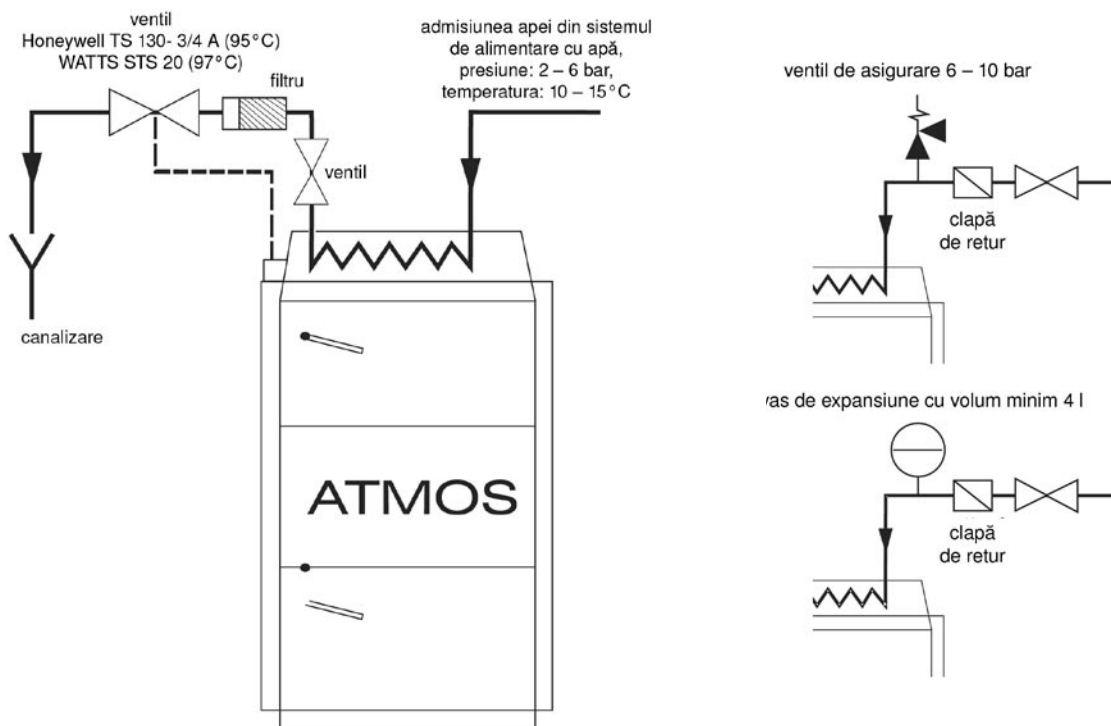 ventil
Honeywell TS 130- 3/4 A (95°C)
WATTS STS 20 (97°C)
filtru
admisiunea apei din sistemul
de alimentare cu apă,
presiune: 2 – 6 bar,
temperatura: 10 – 15°C
ventil
canalizare
ATMOS
ventil de asigurare 6 – 10 bar,
clapă
de retur
vas de expansiune cu volum minim 4 l
clapă
de retur